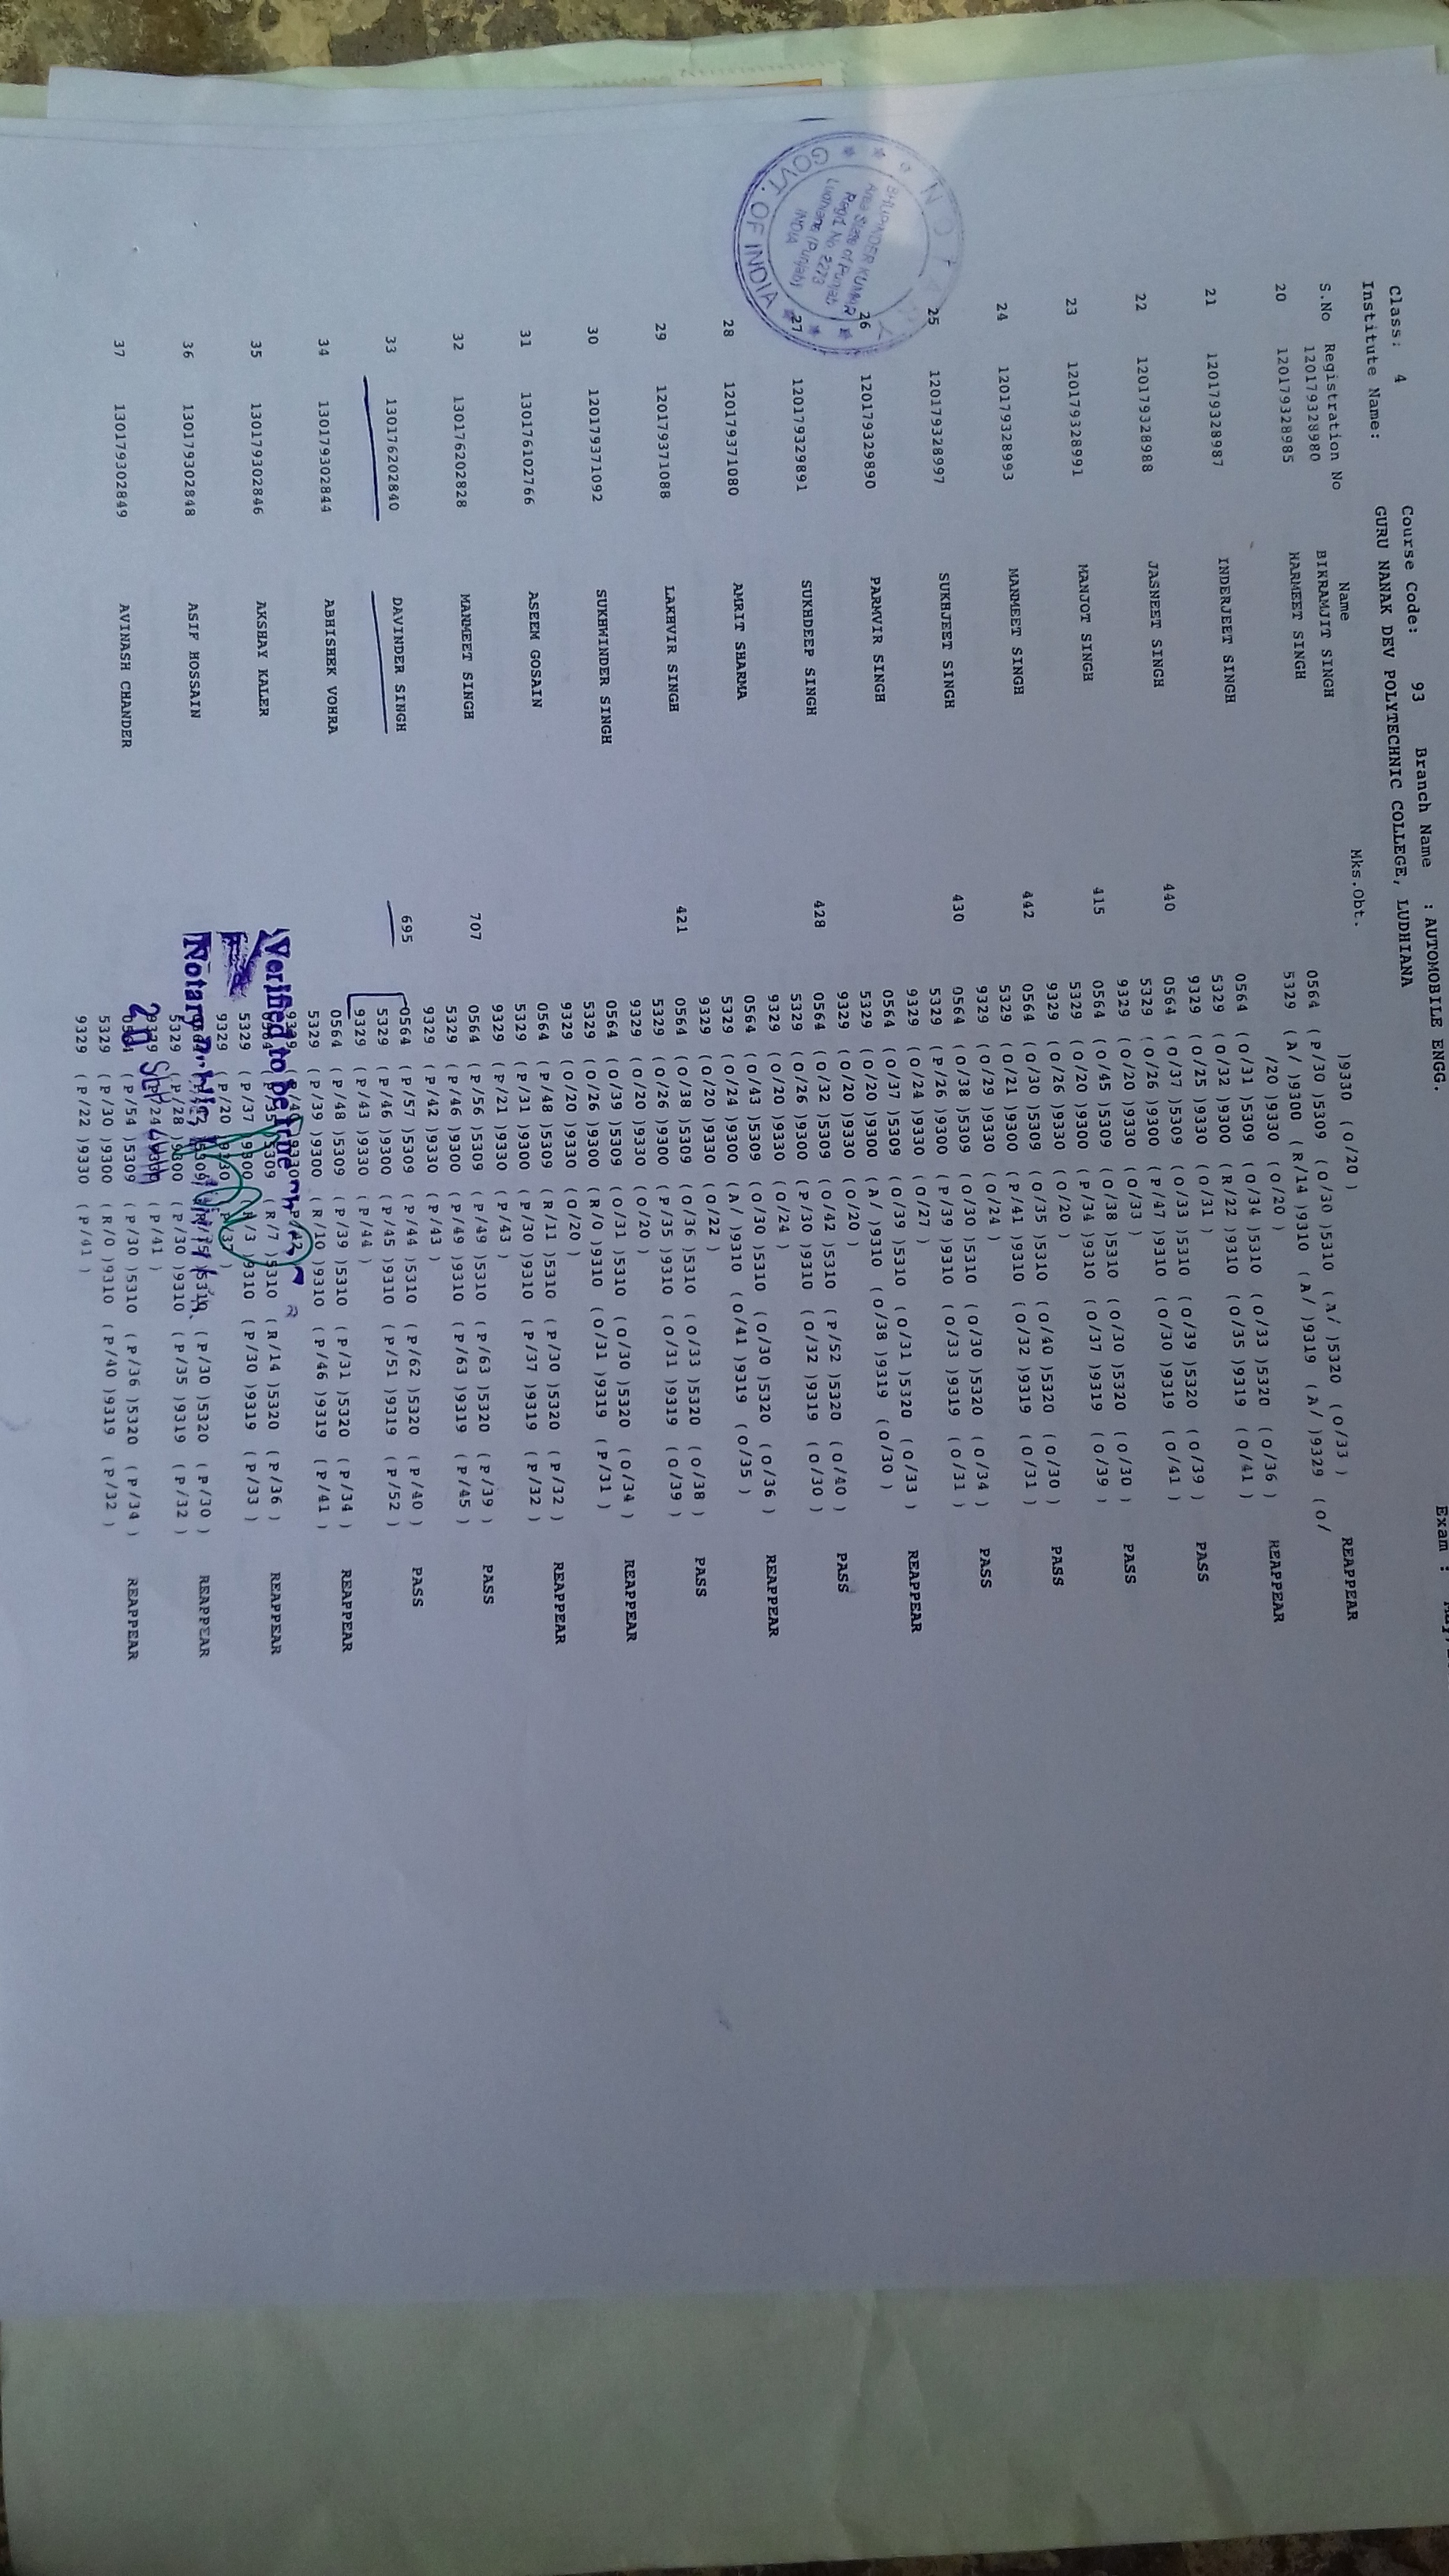 Exam :
Class: 4 Course Code: 93 Branch Name : AUTOMOBILE ENGG.
Institute Name: GURU NANAK DEV POLYTECHNIC COLLEGE, LUDHIANA
S.No Registration No Name Mks.Obt.
120179328980 BIKRAMJIT SINGH )9330 (O/20 ) REAPPEAR
20 120179328985 HARMEET SINGH 0564 (P/30 )5309 (O/30 )5310 (A/ )5320 (O/33 )
5329 (A/ )9300 (R/14 )9310 (A/ )9319 (A/ )9329 (O/
/20 )9330 (O/20 ) REAPPEAR
21 120179328987 INDERJEET SINGH 0564 (O/31 )5309 (O/34 )5310 (O/33 )5320 (O/36 )
5329 (O/32 )9300 (R/22 )9310 (O/35 )9319 (O/41 )
9329 (O/25 )9330 (O/31 ) PASS
22 120179328988 JASNEET SINGH 440 0564 (O/37 )5309 (O/33 )5310 (O/39 )5320 (O/39 )
5329 (O/26 )9300 (P/47 )9310 (O/30 )9319 (O/41 )
9329 (O/20 )9330 (O/33 ) PASS
23 120179328991 MANJOT SINGH 415 0564 (O/45 )5309 (O/38 )5310 (O/30 )5320 (O/30 )
5329 (O/20 )9300 (P/34 )9310 (O/37 )9319 (O/39 )
9329 (O/26 )9330 (O/20 ) PASS
24 120179328993 MANMEET SINGH 442 0564 (O/30 )5309 (O/35 )5310 (O/40 )5320 (O/30 )
5329 (O/21 )9300 (P/41 )9310 (O/32 )9319 (O/31 )
9329 (O/29 )9330 (O/24 ) PASS
25 120179328997 SUKHJEET SINGH 430 0564 (O/38 )5309 (O/30 )5310 (O/30 )5320 (O/34 )
5329 (P/26 )9300 (P/39 )9310 (O/33 )9319 (O/31 )
9329 (O/24 )9330 (O/27 ) REAPPEAR
26 120179329890 PARMVIR SINGH 0564 (O/37 )5309 (O/39 )5310 (O/31 )5320 (O/33 )
5329 (O/20 )9300 (A/ )9310 (O/38 )9319 (O/30 )
9329 (O/20 )9330 (O/20 ) PASS
27 120179329891 SUKHDEEP SINGH 428 0564 (O/32 )5309 (O/42 )5310 (P/52 )5320 (O/40 )
5329 (O/26 )9300 (P/30 )9310 (O/32 )9319 (O/30 )
9329 (O/20 )9330 (O/24 ) REAPPEAR
28 120179371080 AMRIT SHARMA 0564 (O/43 )5309 (O/30 )5310 (O/30 )5320 (O/36 )
5329 (O/24 )9300 (A/ )9310 (O/41 )9319 (O/35 )
9329 (O/20 )9330 (O/22 ) PASS
29 120179371088 LAKHVIR SINGH 421 0564 (O/38 )5309 (O/36 )5310 (O/33 )5320 (O/38 )
5329 (O/26 )9300 (P/35 )9310 (O/31 )9319 (O/39 )
9329 (O/20 )9330 (O/20 ) REAPPEAR
30 120179371092 SUKHWINDER SINGH 0564 (O/39 )5309 (O/31 )5310 (O/30 )5320 (O/34 )
5329 (O/26 )9300 (R/0 )9310 (O/31 )9319 (P/31 )
9329 (O/20 )9330 (O/20 ) REAPPEAR
31 130176102766 ASEEM GOSAIN 0564 (P/48 )5309 (R/11 )5310 (P/30 )5320 (P/32 )
5329 (P/31 )9300 (P/30 )9310 (P/37 )9319 (P/32 )
9329 (P/21 )9330 (P/43 ) PASS
32 130176202828 MANMEET SINGH 707 0564 (P/56 )5309 (P/49 )5310 (P/63 )5320 (P/39 )
5329 (P/46 )9300 (P/49 )9310 (P/63 )9319 (P/45 )
9329 (P/42 )9330 (P/43 ) PASS
33 130176202840 DAVINDER SINGH 695 0564 (P/57 )5309 (P/44 )5310 (P/62 )5320 (P/40 )
5329 (P/46 )9300 (P/45 )9310 (P/51 )9319 (P/52 )
9329 (P/43 )9330 (P/44 ) REAPPEAR
34 130179302844 ABHISHEK VOHRA 0564 (P/48 )5309 (P/39 )5310 (P/31 )5320 (P/34 )
5329 (P/39 )9300 (R/10 )9310 (P/46 )9319 (P/41 )
9329 REAPPEAR
35 130179302846 AKSHAY KALER (R/7 )5310 (R/14 )5320 (P/36 )
5329 (P/37 )9300 9310 (P/30 )9319 (P/33 )
9329 (P/20 REAPPEAR
36 130179302848 ASIF HOSSAIN (P/30 )5320 (P/30 )
5329 (P/28 )9300 (P/30 )9310 (P/35 )9319 (P/32 )
(P/41 ) REAPPEAR
37 130179302849 AVINASH CHANDER (P/54 )5309 (P/30 )5310 (P/36 )5320 (P/34 )
5329 (P/30 )9300 (R/0 )9310 (P/40 )9319 (P/32 )
9329 (P/22 )9330 (P/41 )
Verified to be true
Notary
BHUPINDER KUMAR
Area State of Punjab
Regd. No. 2273
Ludhiana (Punjab)
INDIA
GOVT. OF INDIA